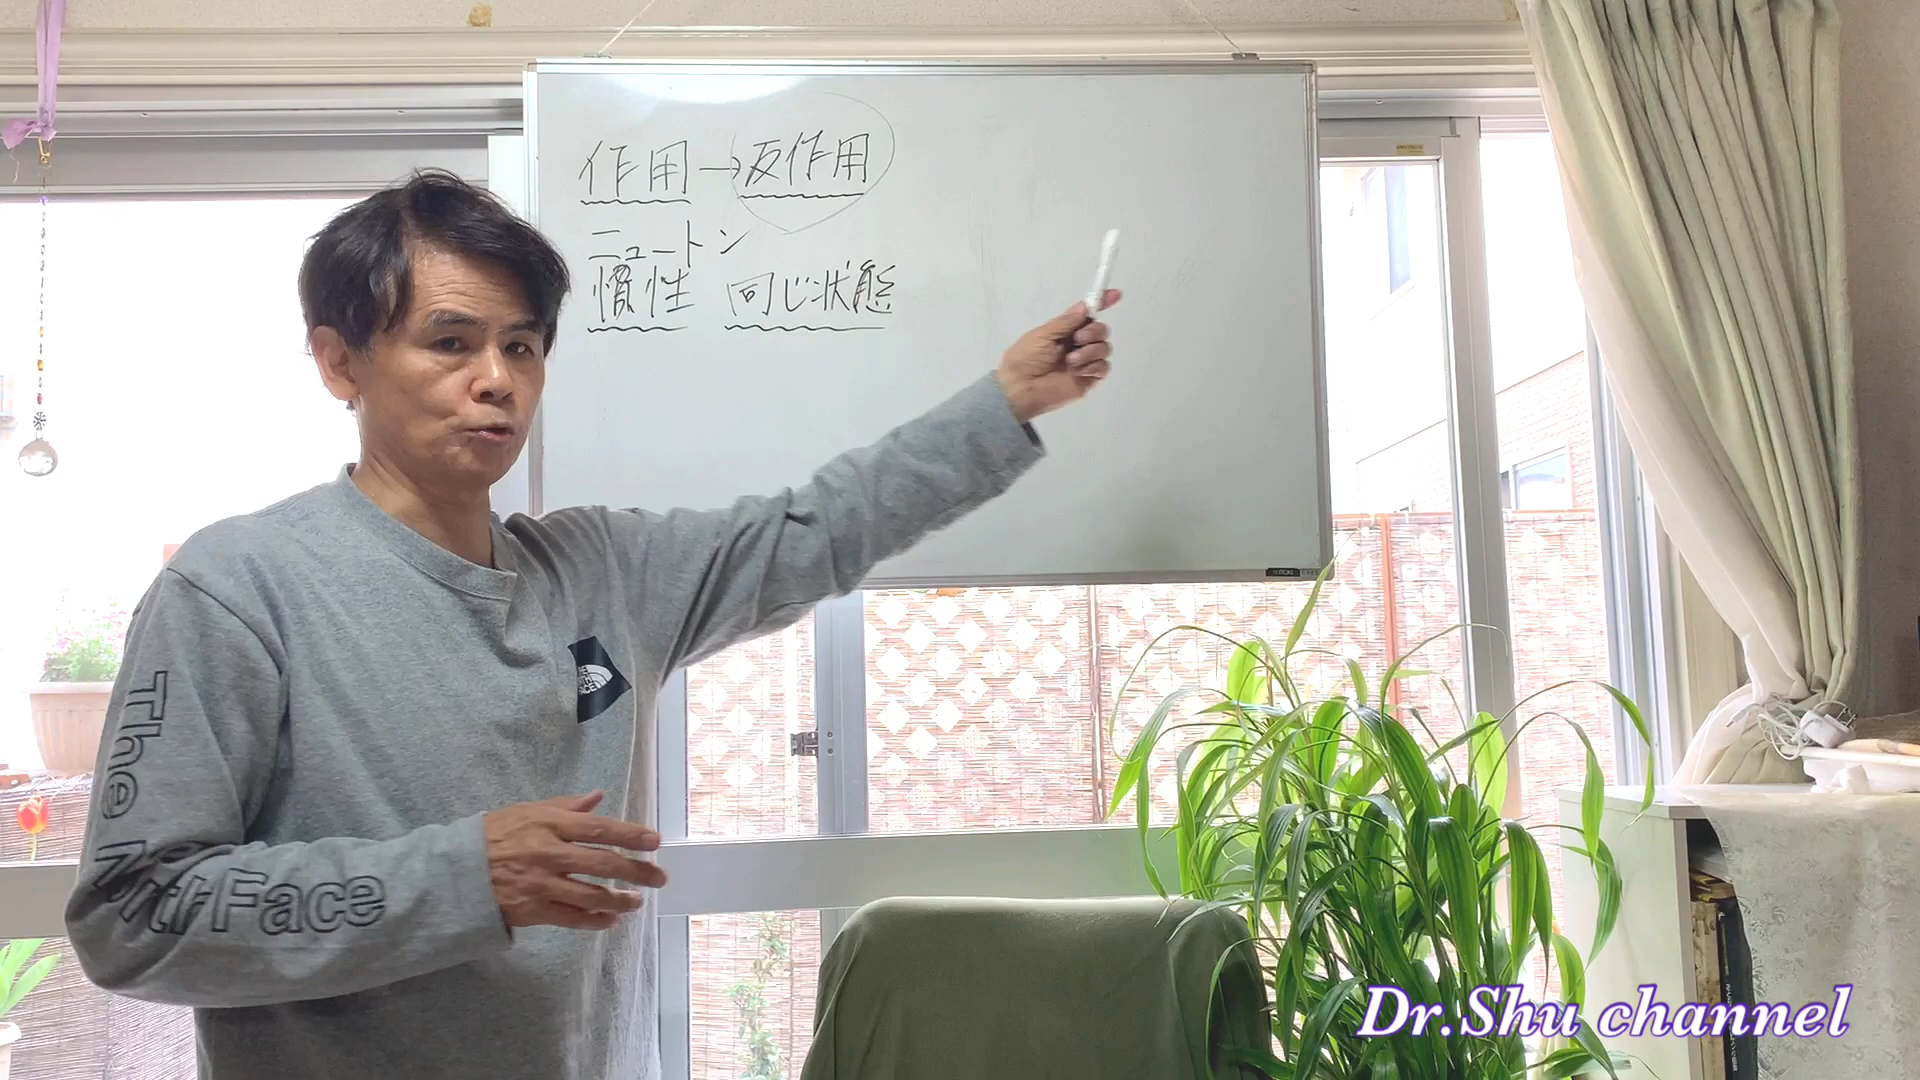 作用→反作用
ニュートン
慣性 同じ状態
THE NORTH FACE
The North Face
Dr.Shu channel